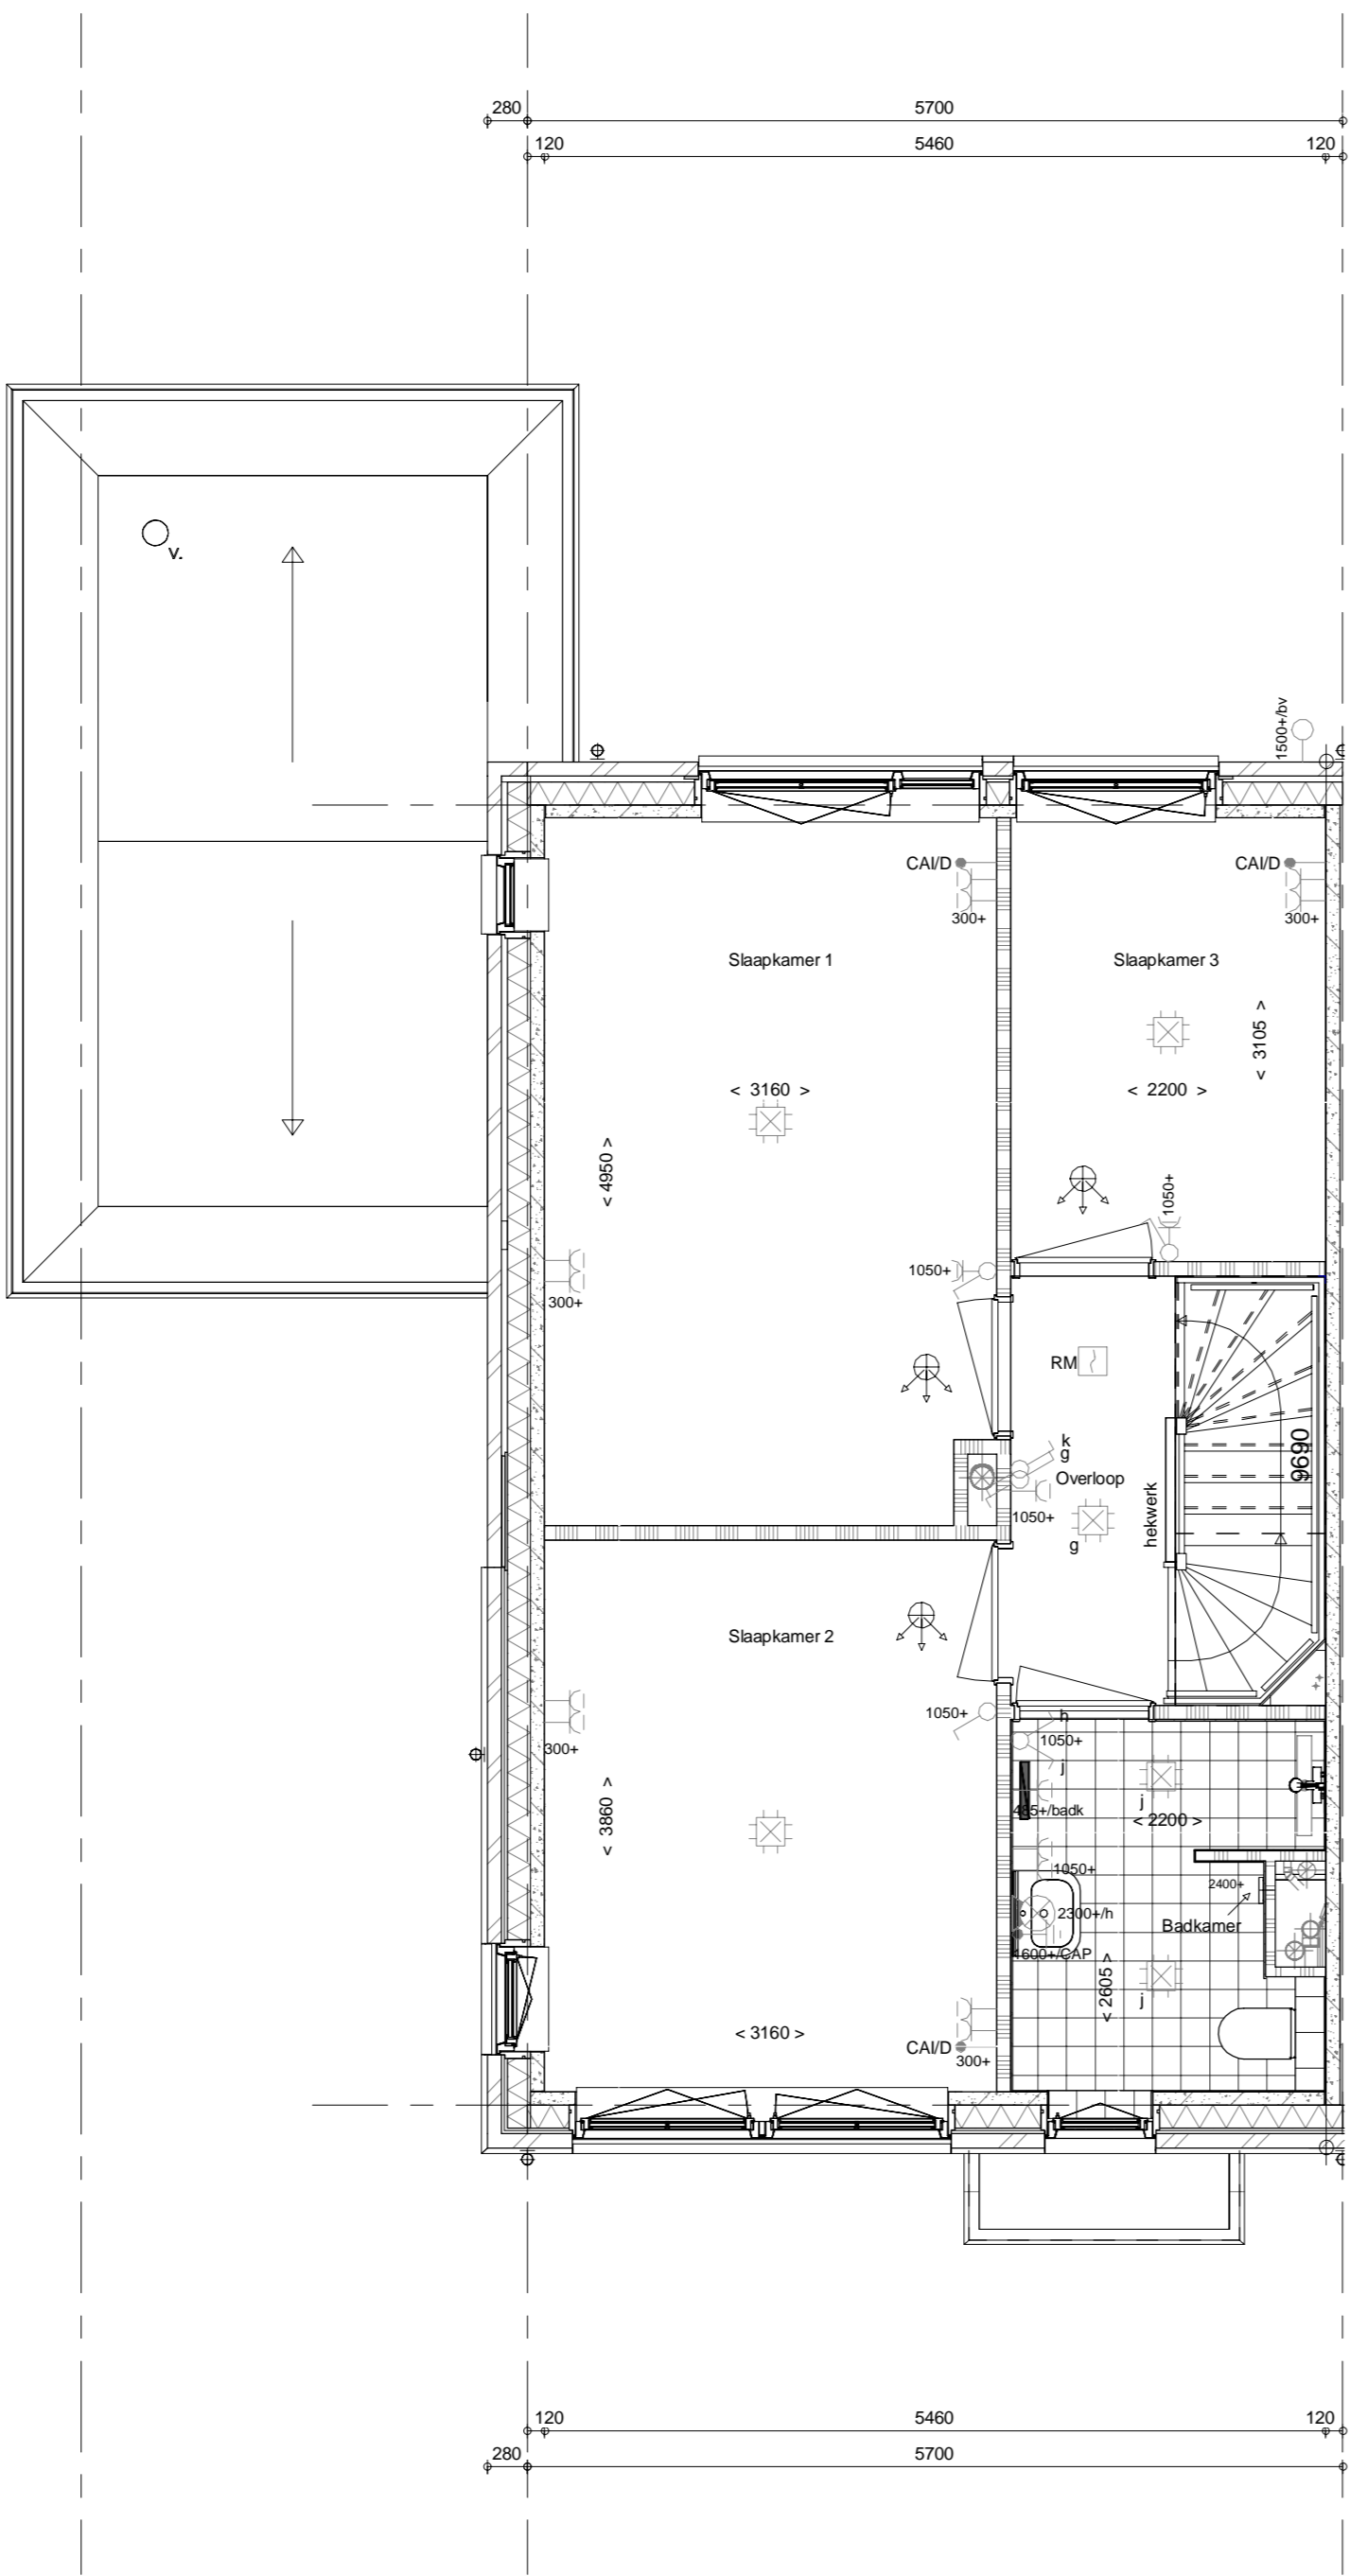 280 5700
120 5460 120
v.
1500+/bv
CAI/D CAI/D
300+ 300+
Slaapkamer 1 Slaapkamer 3
< 3105 >
< 3160 > < 2200 >
< 4950 >
1050+
1050+
300+
RM
k
g
Overloop
9690
1050+
hekwerk
g
Slaapkamer 2
1050+ h
1050+
300+
j
j
485+/badk
< 2200 >
< 3860 >
1050+
2400+
2300+/h
Badkamer
1600+/CAP
< 2605 >
j
< 3160 >
CAI/D
300+
120 5460 120
280 5700